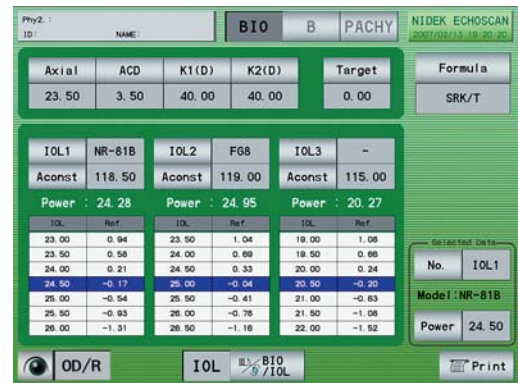 Phy2. :
ID: NAME:
BIO B PACHY
NIDEK ECHOSCAN
2007/02/13 19:20:20
Axial ACD K1(D) K2(D) Target
23.50 3.50 40.00 40.00 0.00
Formula
SRK/T
IOL1 NR-81B IOL2 FG8 IOL3 -
Aconst 118.50 Aconst 119.00 Aconst 115.00
Power : 24.28 Power : 24.95 Power : 20.27
IOL Ref. IOL Ref. IOL Ref.
23.00 0.94 23.50 1.04 19.00 1.08
23.50 0.58 24.00 0.69 19.50 0.66
24.00 0.21 24.50 0.33 20.00 0.24
24.50 -0.17 25.00 -0.04 20.50 -0.20
25.00 -0.54 25.50 -0.41 21.00 -0.63
25.50 -0.93 26.00 -0.78 21.50 -1.08
26.00 -1.31 26.50 -1.16 22.00 -1.52
Selected Data
No. IOL1
Model:NR-81B
Power 24.50
OD/R IOL BIO/IOL Print